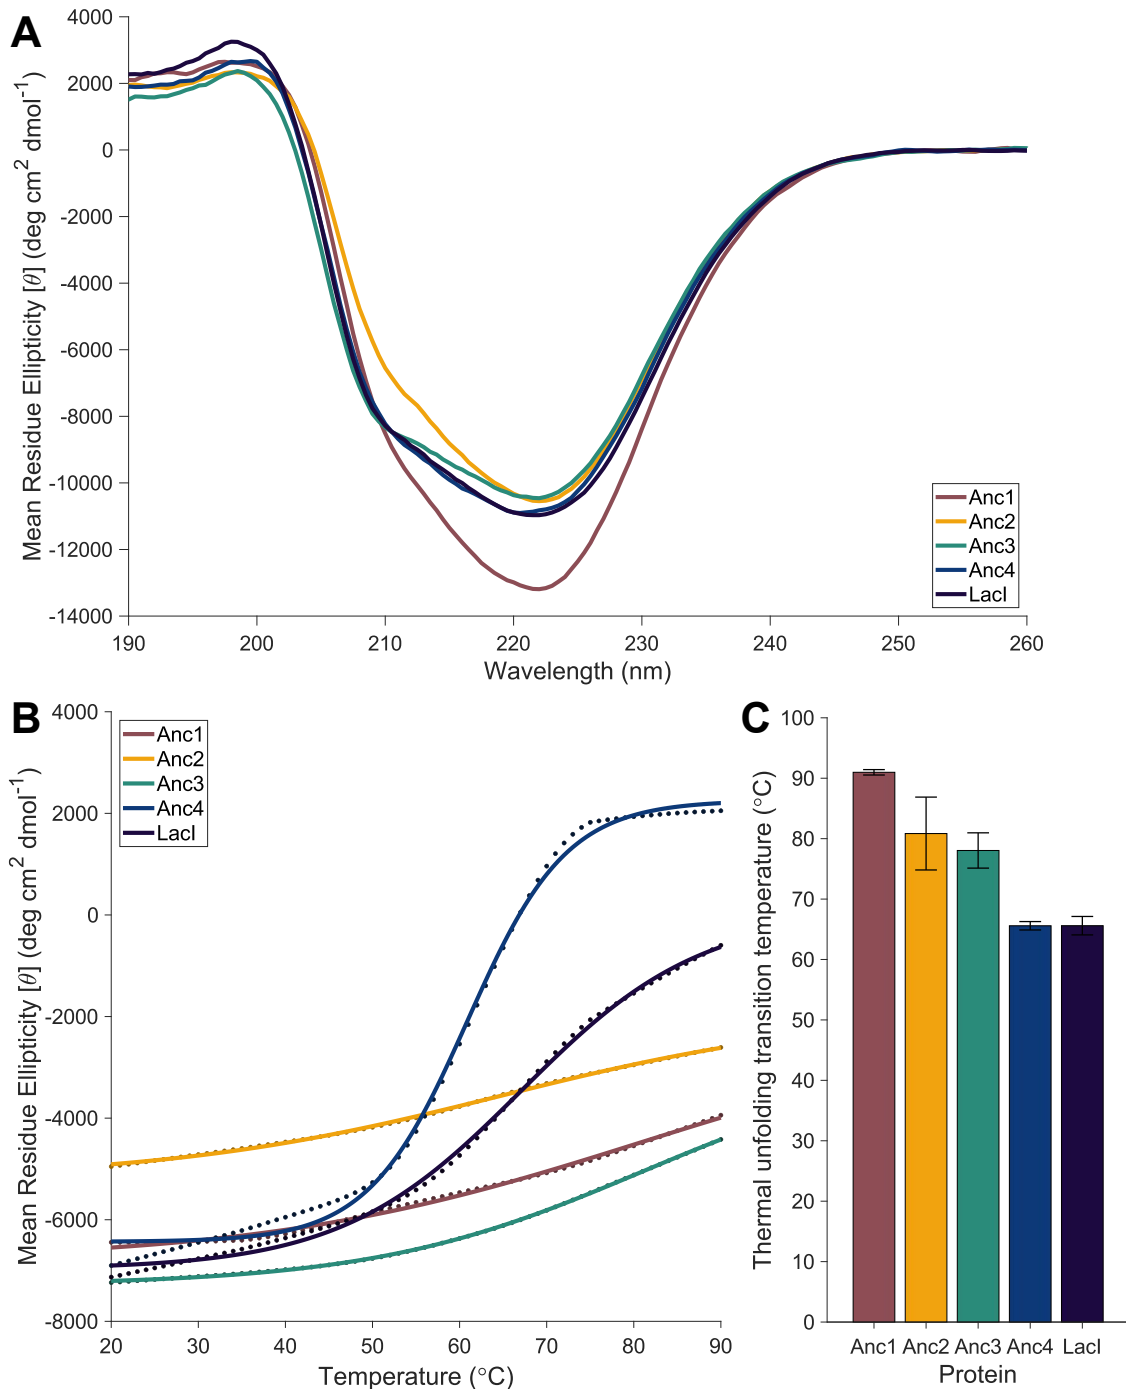 A
Mean Residue Ellipticity [θ] (deg cm² dmol⁻¹)
4000
2000
0
-2000
-4000
-6000
-8000
-10000
-12000
-14000
190 200 210 220 230 240 250 260
Wavelength (nm)
Anc1
Anc2
Anc3
Anc4
LacI
B
Mean Residue Ellipticity [θ] (deg cm² dmol⁻¹)
4000
2000
0
-2000
-4000
-6000
-8000
20 30 40 50 60 70 80 90
Temperature (°C)
Anc1
Anc2
Anc3
Anc4
LacI
C
Thermal unfolding transition temperature (°C)
100
90
80
70
60
50
40
30
20
10
0
Anc1 Anc2 Anc3 Anc4 LacI
Protein